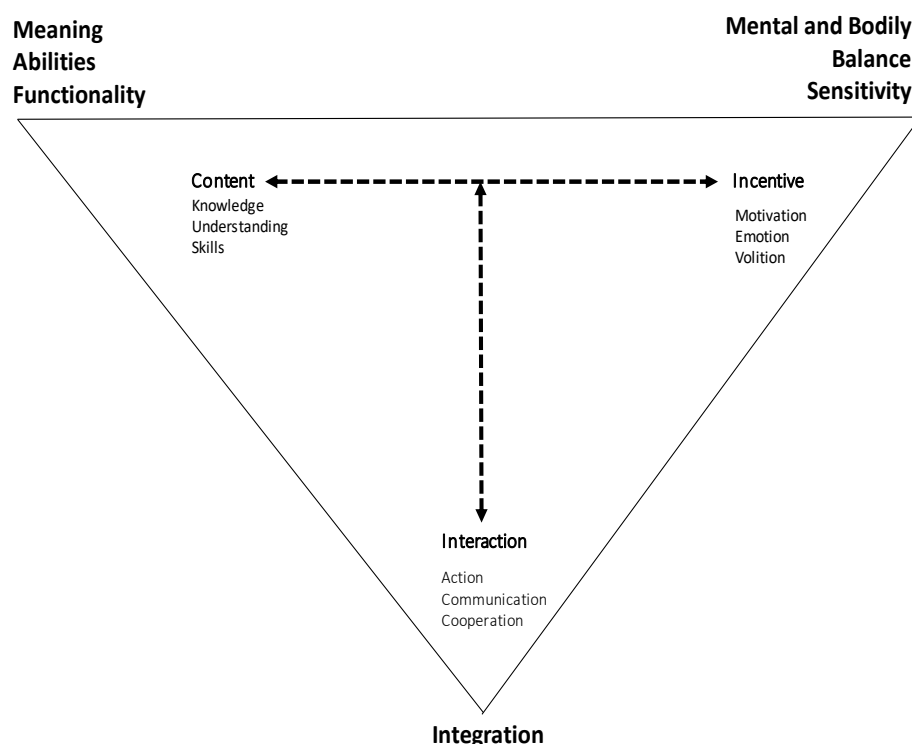 Meaning
Abilities
Functionality
Mental and Bodily
Balance
Sensitivity
Content
Knowledge
Understanding
Skills
Incentive
Motivation
Emotion
Volition
Interaction
Action
Communication
Cooperation
Integration